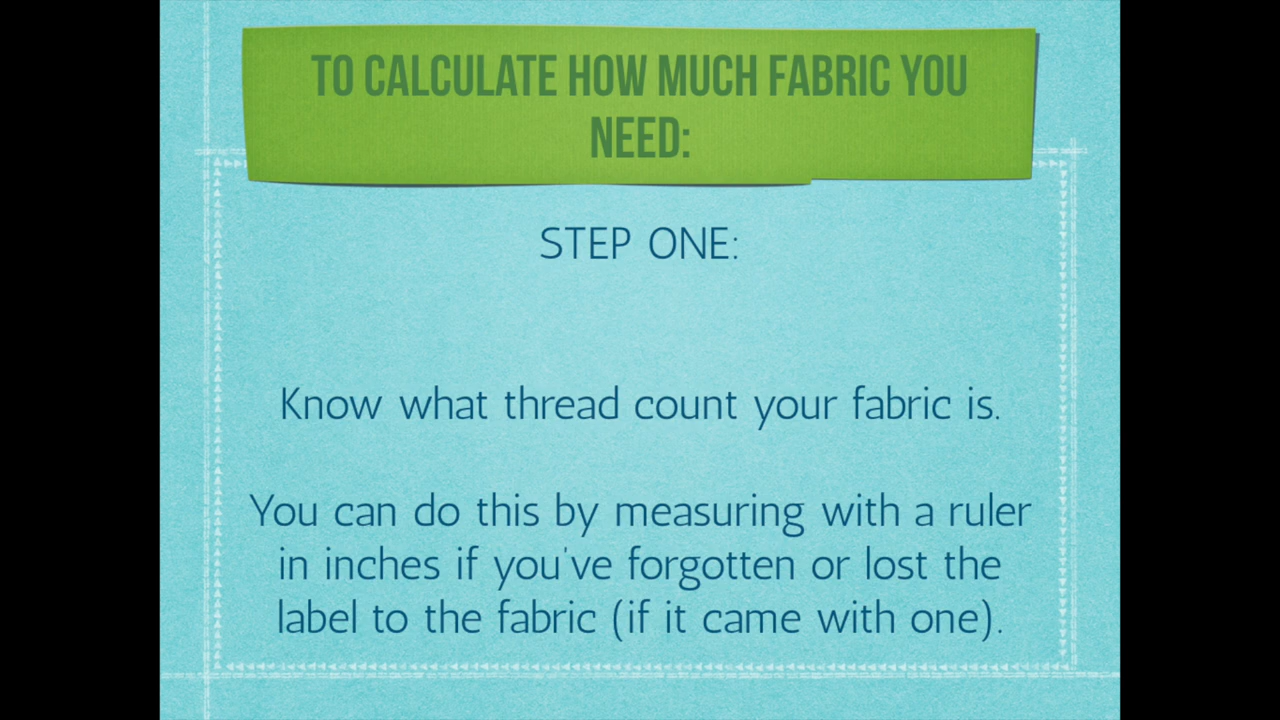 TO CALCULATE HOW MUCH FABRIC YOU
NEED:
STEP ONE:
Know what thread count your fabric is.
You can do this by measuring with a ruler
in inches if you've forgotten or lost the
label to the fabric (if it came with one).